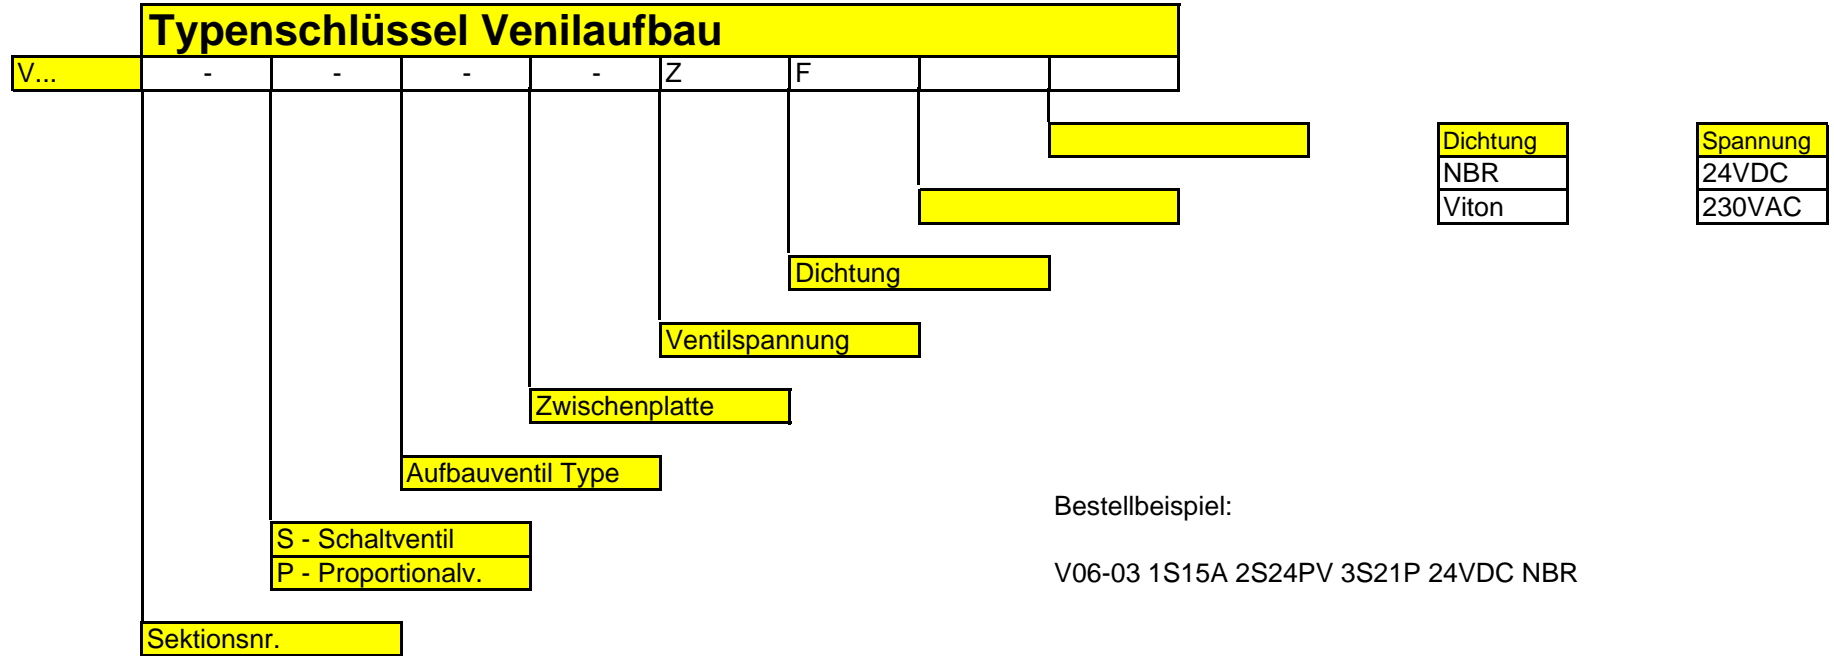 Typenschlüssel Venilaufbau
V... - - - - Z F
Dichtung Spannung
NBR 24VDC
Viton 230VAC
Dichtung
Ventilspannung
Zwischenplatte
Aufbauventil Type
Bestellbeispiel:
S - Schaltventil
P - Proportionalv.
V06-03 1S15A 2S24PV 3S21P 24VDC NBR
Sektionsnr.